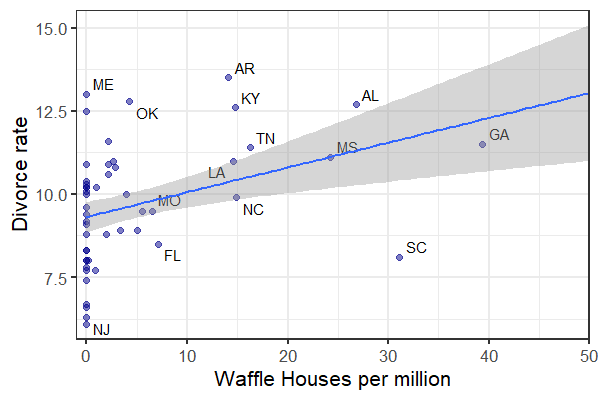 15.0
AR
ME
KY
AL
OK
12.5
TN
MS
GA
LA
Divorce rate
10.0
MO
NC
FL
SC
7.5
NJ
0 10 20 30 40 50
Waffle Houses per million